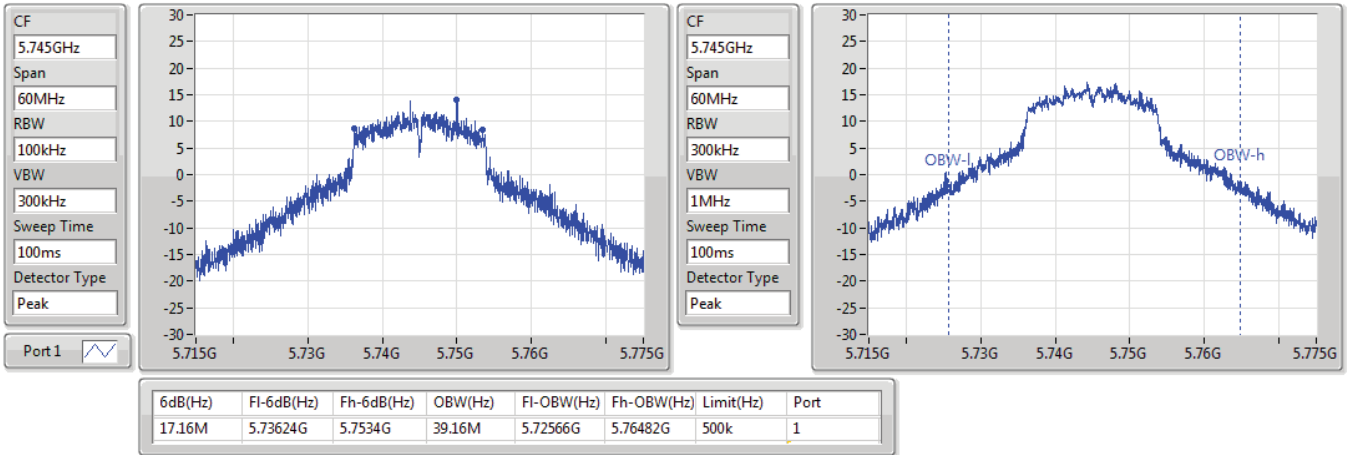 CF
5.745GHz
Span
60MHz
RBW
100kHz
VBW
300kHz
Sweep Time
100ms
Detector Type
Peak
Port 1
30
25
20
15
10
5
0
-5
-10
-15
-20
-25
-30
5.715G 5.73G 5.74G 5.75G 5.76G 5.775G
CF
5.745GHz
Span
60MHz
RBW
300kHz
VBW
1MHz
Sweep Time
100ms
Detector Type
Peak
30
25
20
15
10
5
0
-5
-10
-15
-20
-25
-30
OBW-l OBW-h
5.715G 5.73G 5.74G 5.75G 5.76G 5.775G
6dB(Hz) Fl-6dB(Hz) Fh-6dB(Hz) OBW(Hz) Fl-OBW(Hz) Fh-OBW(Hz) Limit(Hz) Port
17.16M 5.73624G 5.7534G 39.16M 5.72566G 5.76482G 500k 1